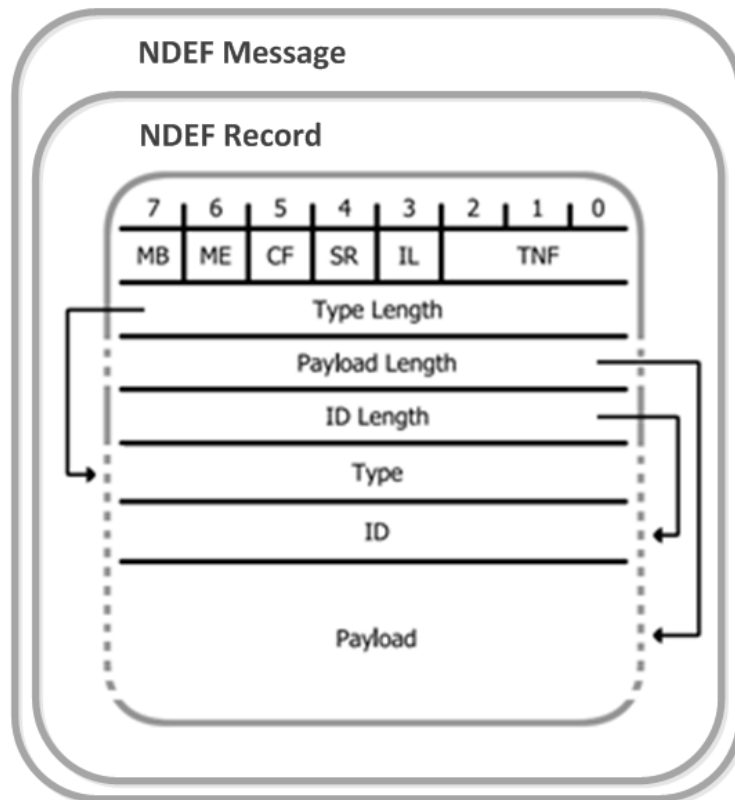 NDEF Message
NDEF Record
7 6 5 4 3 2 1 0
MB ME CF SR IL TNF
Type Length
Payload Length
ID Length
Type
ID
Payload